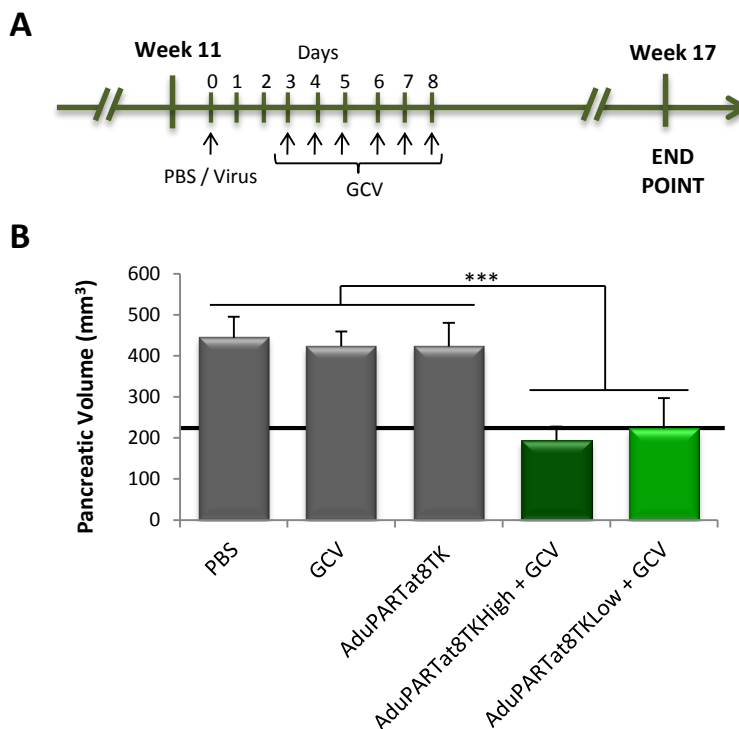 A
Week 11
Days
Week 17
0 1 2 3 4 5 6 7 8
PBS / Virus
GCV
END
POINT
B
Pancreatic Volume (mm³)
600
500
400
300
200
100
0
***
PBS
GCV
AduPARTat8TK
AduPARTat8TKHigh + GCV
AduPARTat8TKLow + GCV